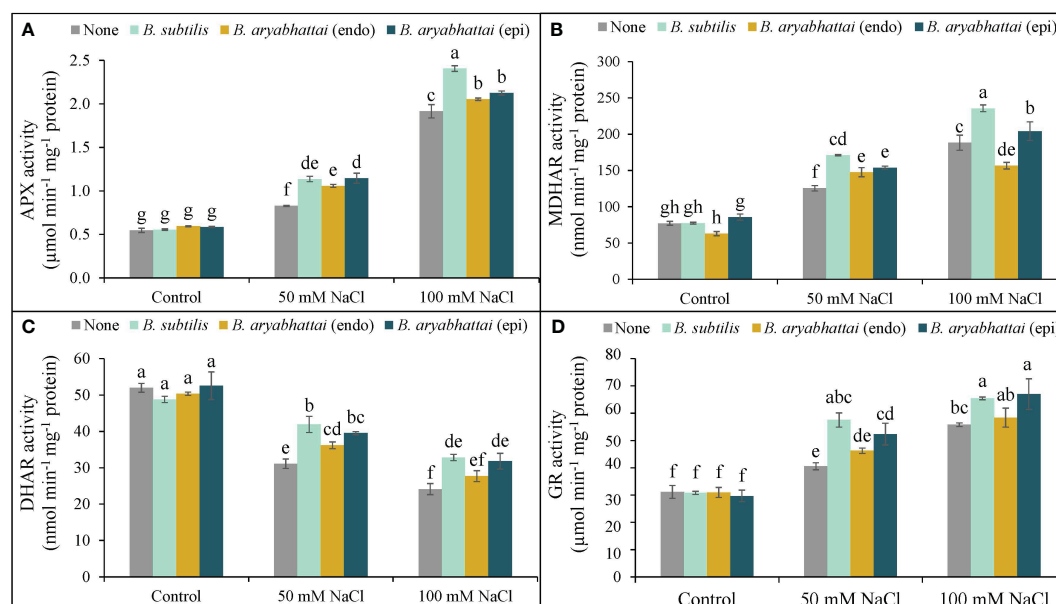 A
None B. subtilis B. aryabhattai (endo) B. aryabhattai (epi)
APX activity
(µmol min⁻¹ mg⁻¹ protein)
2.5
2.0
1.5
1.0
0.5
0.0
g g g g
f de e d
c a b b
Control 50 mM NaCl 100 mM NaCl
B
None B. subtilis B. aryabhattai (endo) B. aryabhattai (epi)
MDHAR activity
(nmol min⁻¹ mg⁻¹ protein)
300
250
200
150
100
50
0
gh gh h g
f cd e e
c a de b
Control 50 mM NaCl 100 mM NaCl
C
None B. subtilis B. aryabhattai (endo) B. aryabhattai (epi)
DHAR activity
(nmol min⁻¹ mg⁻¹ protein)
60
50
40
30
20
10
0
a a a a
e b cd bc
f de ef de
Control 50 mM NaCl 100 mM NaCl
D
None B. subtilis B. aryabhattai (endo) B. aryabhattai (epi)
GR activity
(µmol min⁻¹ mg⁻¹ protein)
80
70
60
50
40
30
20
10
0
f f f f
e abc de cd
bc a ab a
Control 50 mM NaCl 100 mM NaCl